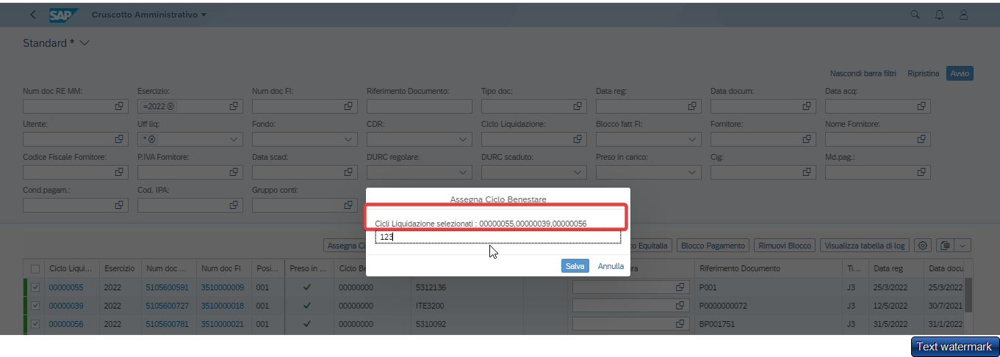 SAP Cruscotto Amministrativo
Standard *
Nascondi barra filtri Ripristina Avvio
Num doc RE MM: Esercizio: Num doc FI: Riferimento Documento: Tipo doc: Data reg: Data docum: Data acq:
=2022
Utente: Uff liq: Fondo: CDR: Ciclo Liquidazione: Blocco fatt FI: Fornitore: Nome Fornitore:
*
Codice Fiscale Fornitore: P.IVA Fornitore: Data scad: DURC regolare: DURC scaduto: Preso in carico: Cig: Md.pag.:
Cond.pagam.: Cod. IPA: Gruppo conti:
Assegna Ciclo Benestare
Cicli Liquidazione selezionati : 00000055,00000039,00000056
123
Salva Annulla
Assegna Ci Equitalia Blocco Pagamento Rimuovi Blocco Visualizza tabella di log
Ciclo Liqui... Esercizio Num doc ... Num doc FI Posi... Preso in ... Ciclo Be Riferimento Documento Ti... Data reg Data docu
00000055 2022 5105600591 3510000009 001 00000000 5312136 P001 J3 25/3/2022 25/3/2022
00000039 2022 5105600727 3510000018 001 00000000 ITE3200 P0000000072 J3 12/5/2022 30/7/2021
00000056 2022 5105600781 3510000021 001 00000000 5310092 BP001751 J3 31/5/2022 31/1/2022
Text watermark